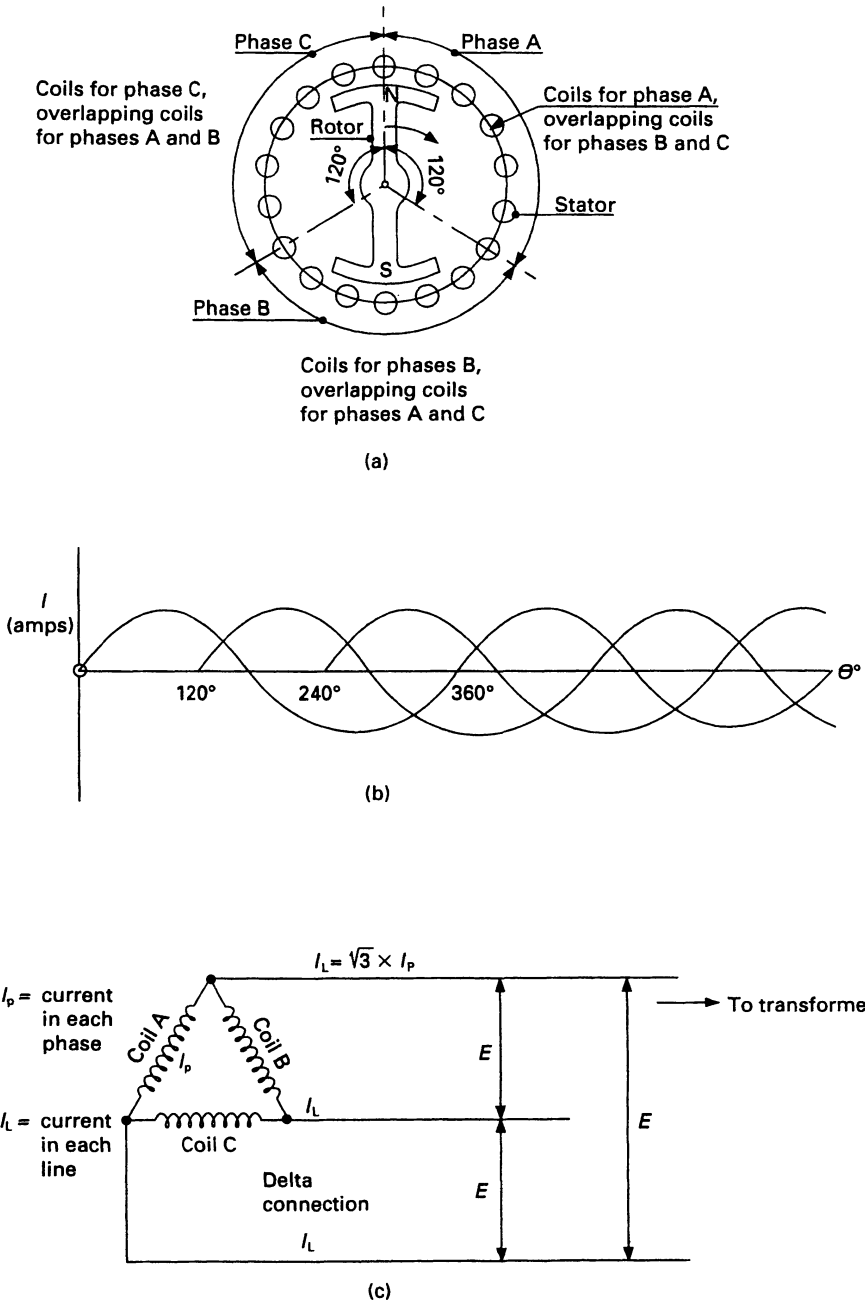 Phase C
Phase A
Coils for phase C,
overlapping coils
for phases A and B
N
Coils for phase A,
overlapping coils
for phases B and C
Rotor
120°
120°
Stator
S
Phase B
Coils for phases B,
overlapping coils
for phases A and C
(a)
I
(amps)
120°
240°
360°
Θ°
(b)
I_L = √3 × I_P
I_p = current
in each
phase
Coil A
I_p
Coil B
To transforme
E
E
I_L = current
in each
line
I_L
Coil C
Delta
connection
E
I_L
(c)